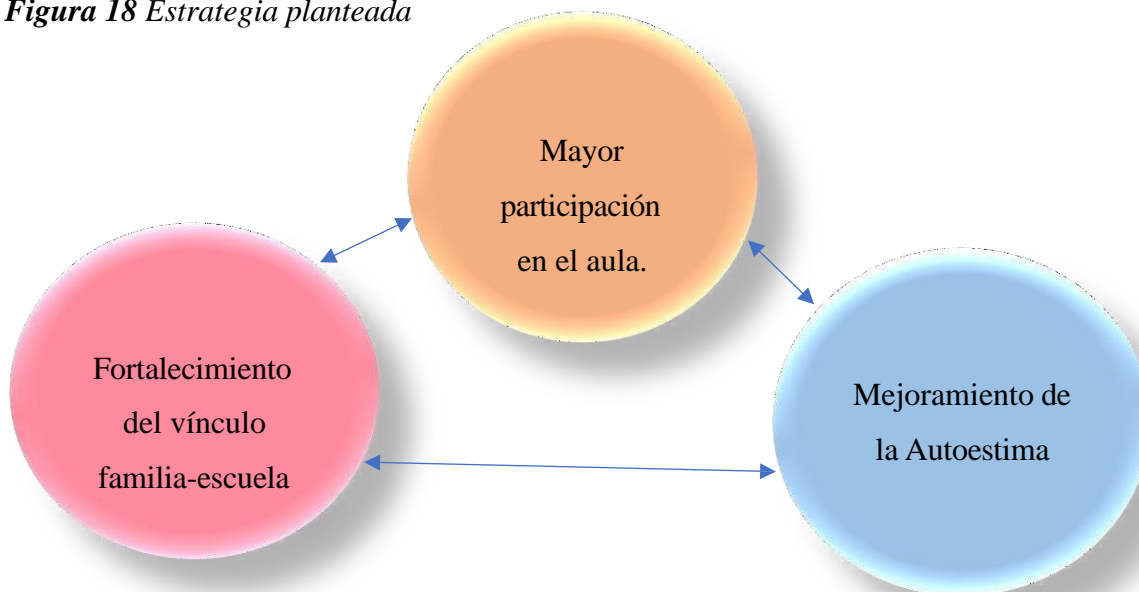 Figura 18 Estrategia planteada
Mayor
participación
en el aula.
Fortalecimiento
del vínculo
familia-escuela
Mejoramiento de
la Autoestima